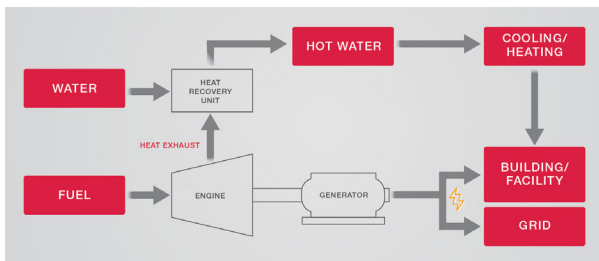 HOT WATER
COOLING/
HEATING
WATER
HEAT
RECOVERY
UNIT
HEAT EXHAUST
BUILDING/
FACILITY
FUEL
ENGINE
GENERATOR
GRID